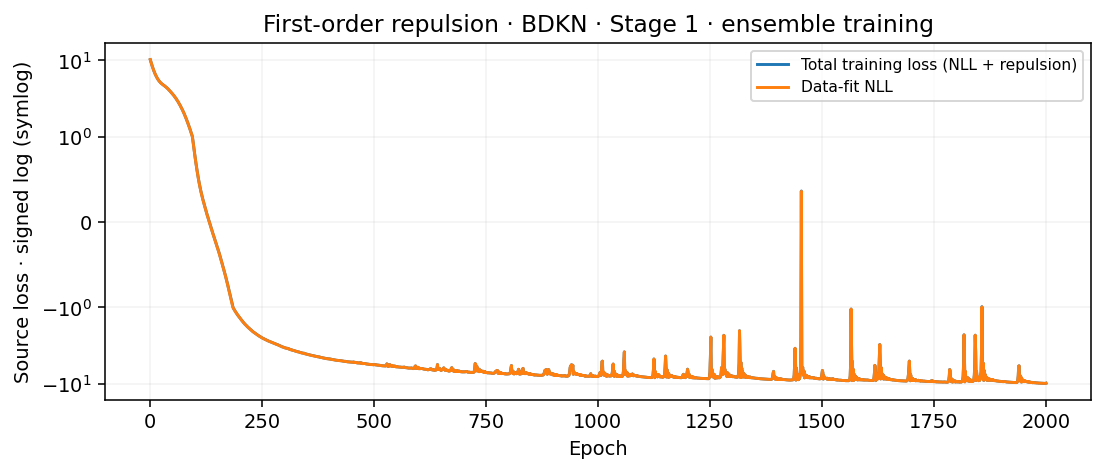 First-order repulsion · BDKN · Stage 1 · ensemble training
Source loss · signed log (symlog)
10¹
10⁰
0
−10⁰
−10¹
Total training loss (NLL + repulsion)
Data-fit NLL
0 250 500 750 1000 1250 1500 1750 2000
Epoch